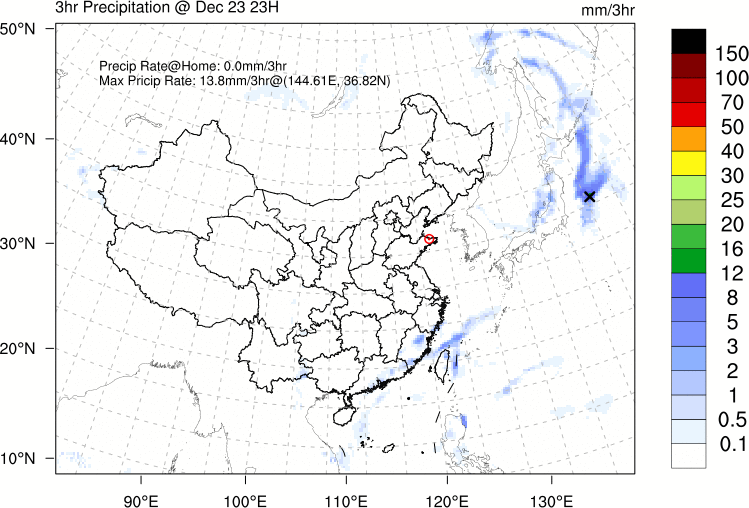 3hr Precipitation @ Dec 23 23H
mm/3hr
Precip Rate@Home: 0.0mm/3hr
Max Pricip Rate: 13.8mm/3hr@(144.61E, 36.82N)
50°N
40°N
30°N
20°N
10°N
90°E
100°E
110°E
120°E
130°E
150
100
70
50
40
30
25
20
16
12
8
5
3
2
1
0.5
0.1